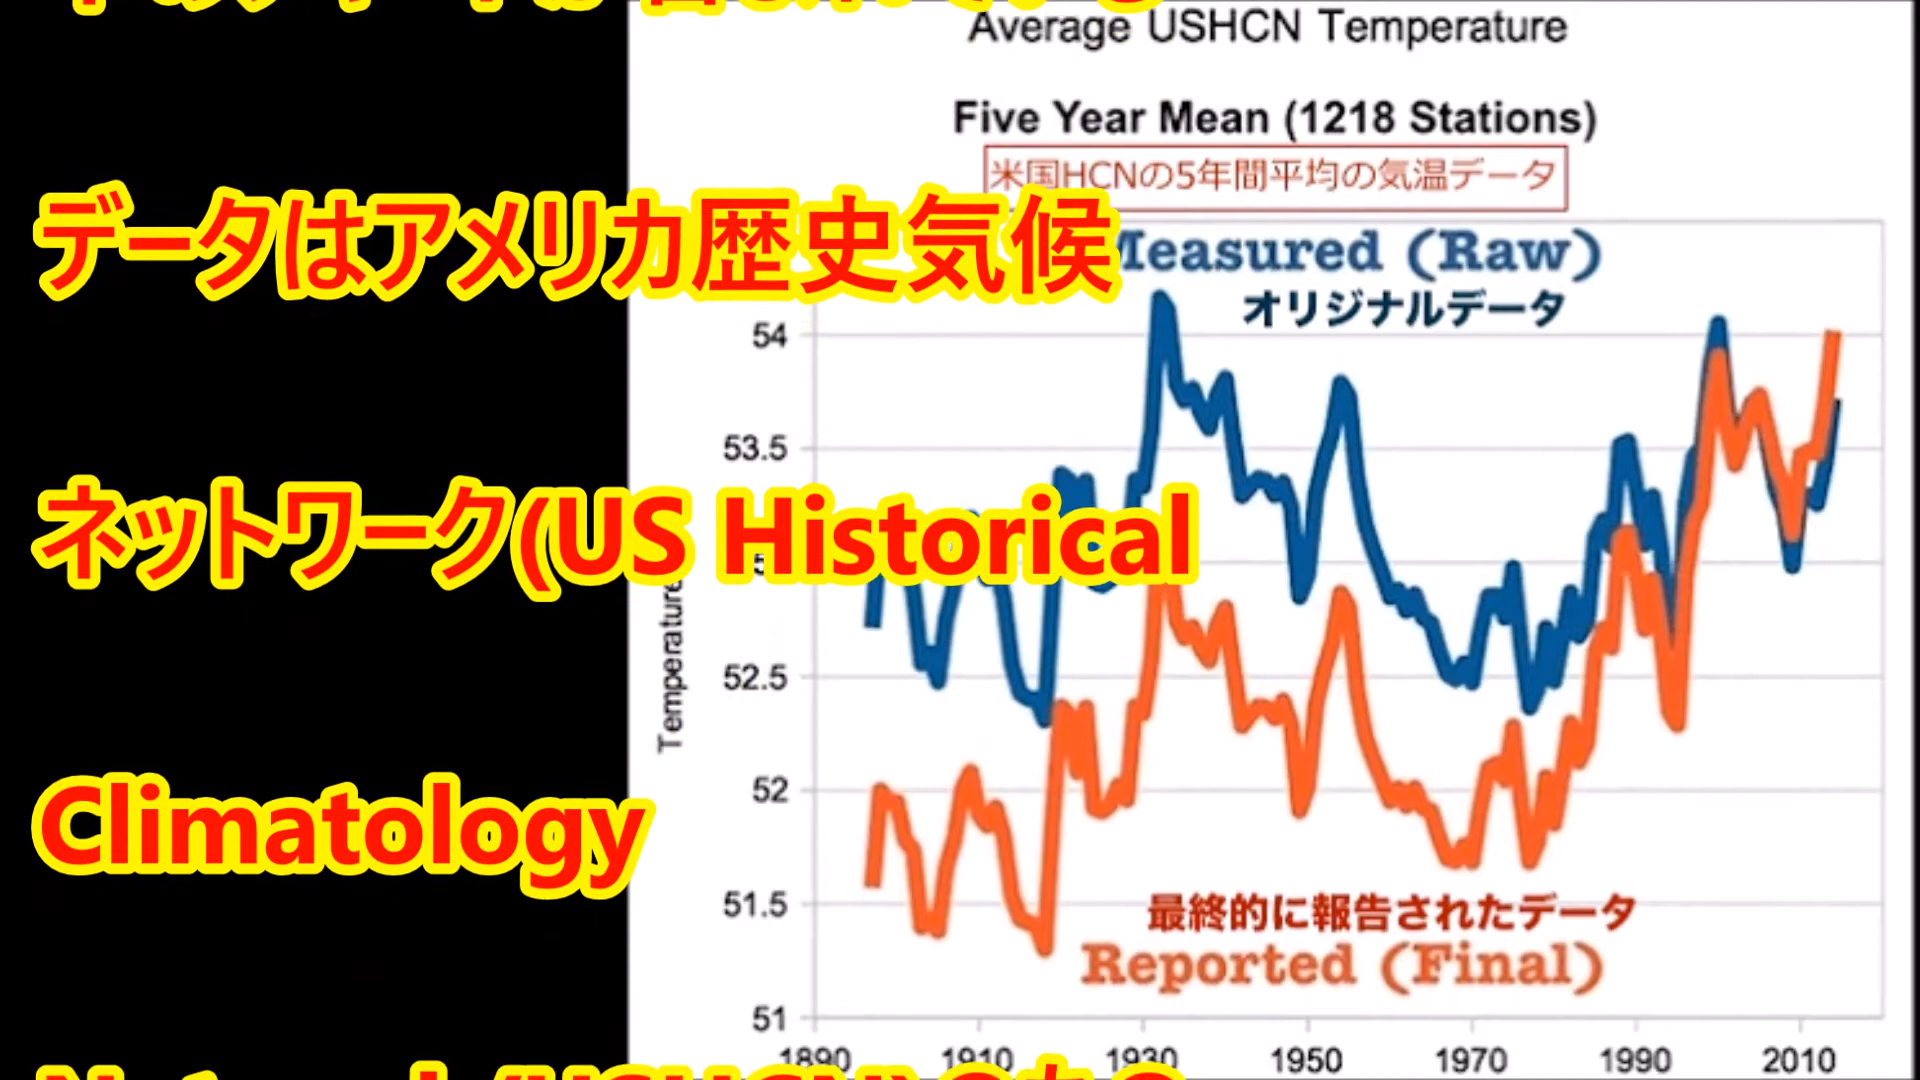 Average USHCN Temperature
Five Year Mean (1218 Stations)
米国HCNの5年間平均の気温データ
データはアメリカ歴史気候
ネットワーク(US Historical
Climatology
Measured (Raw)
オリジナルデータ
54
53.5
52.5
52
51.5
51
Temperature
最終的に報告されたデータ
Reported (Final)
1890 1910 1930 1950 1970 1990 2010